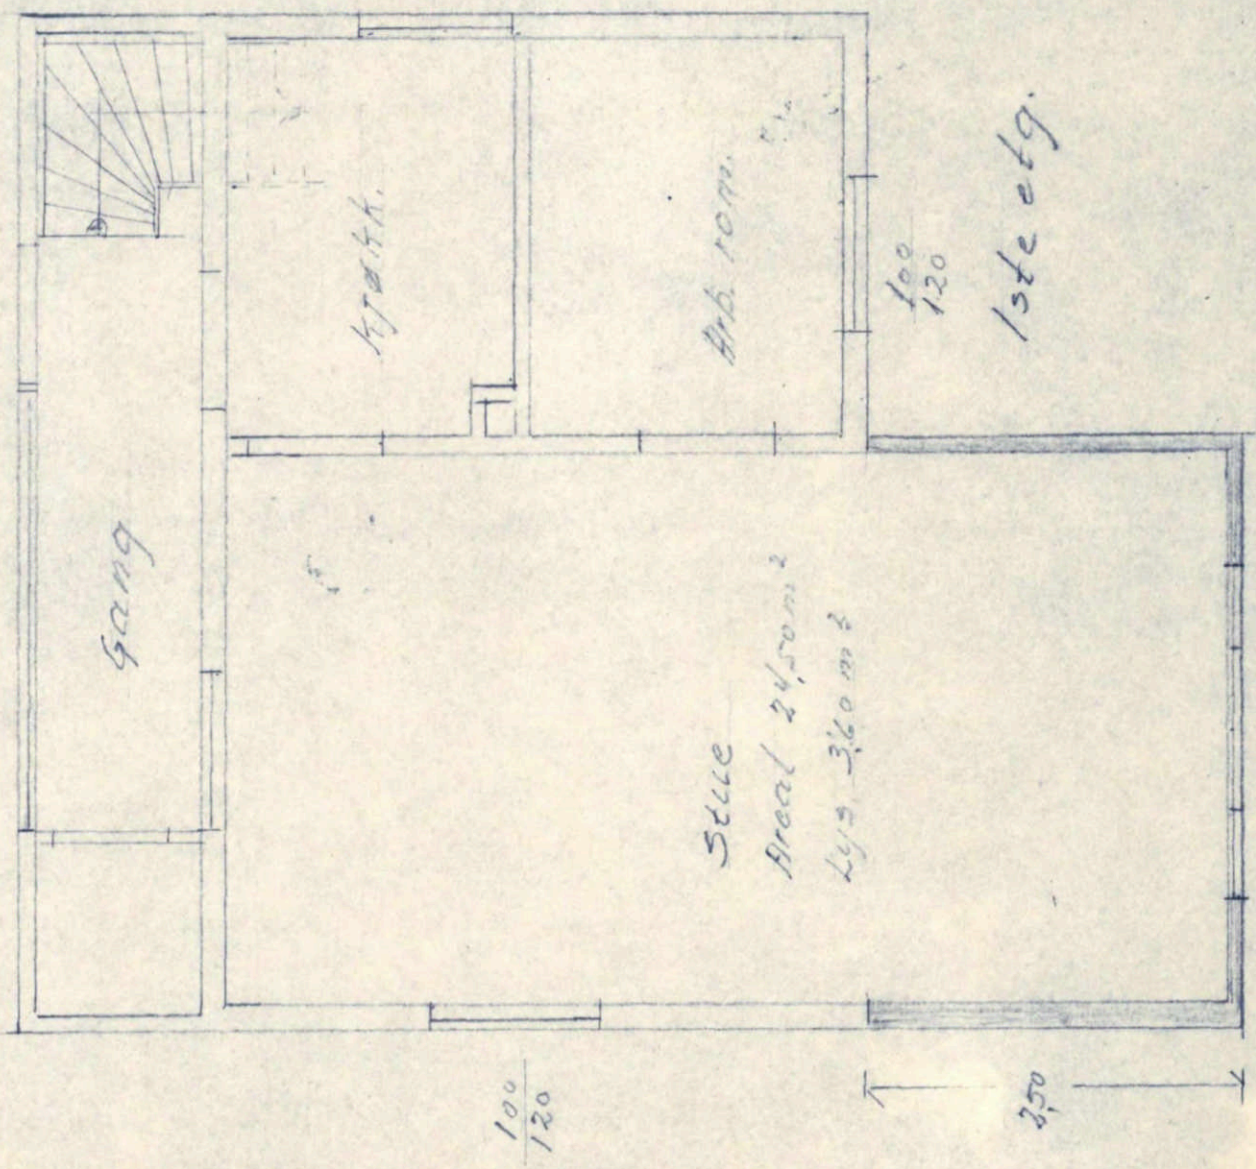 Gang
Kjøkk.
Arb. rom.
100
120
1ste etg.
Stue
Areal 24,50 m²
Lys. 3,60 m²
100
120
2,50